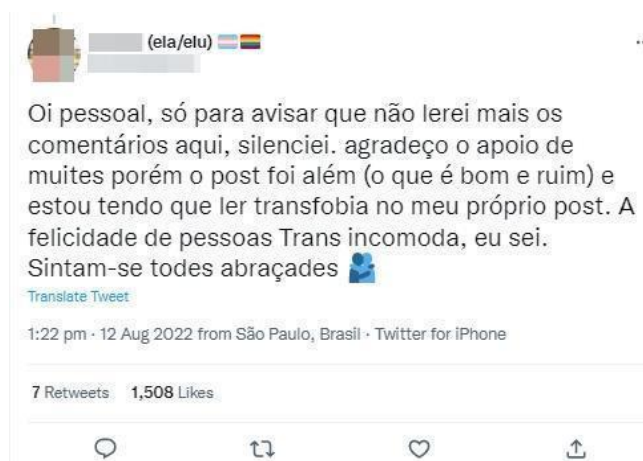 (ela/elu)
Oi pessoal, só para avisar que não lerei mais os
comentários aqui, silenciei. agradeço o apoio de
muites porém o post foi além (o que é bom e ruim) e
estou tendo que ler transfobia no meu próprio post. A
felicidade de pessoas Trans incomoda, eu sei.
Sintam-se todes abraçades
Translate Tweet
1:22 pm · 12 Aug 2022 from São Paulo, Brasil · Twitter for iPhone
7 Retweets 1,508 Likes